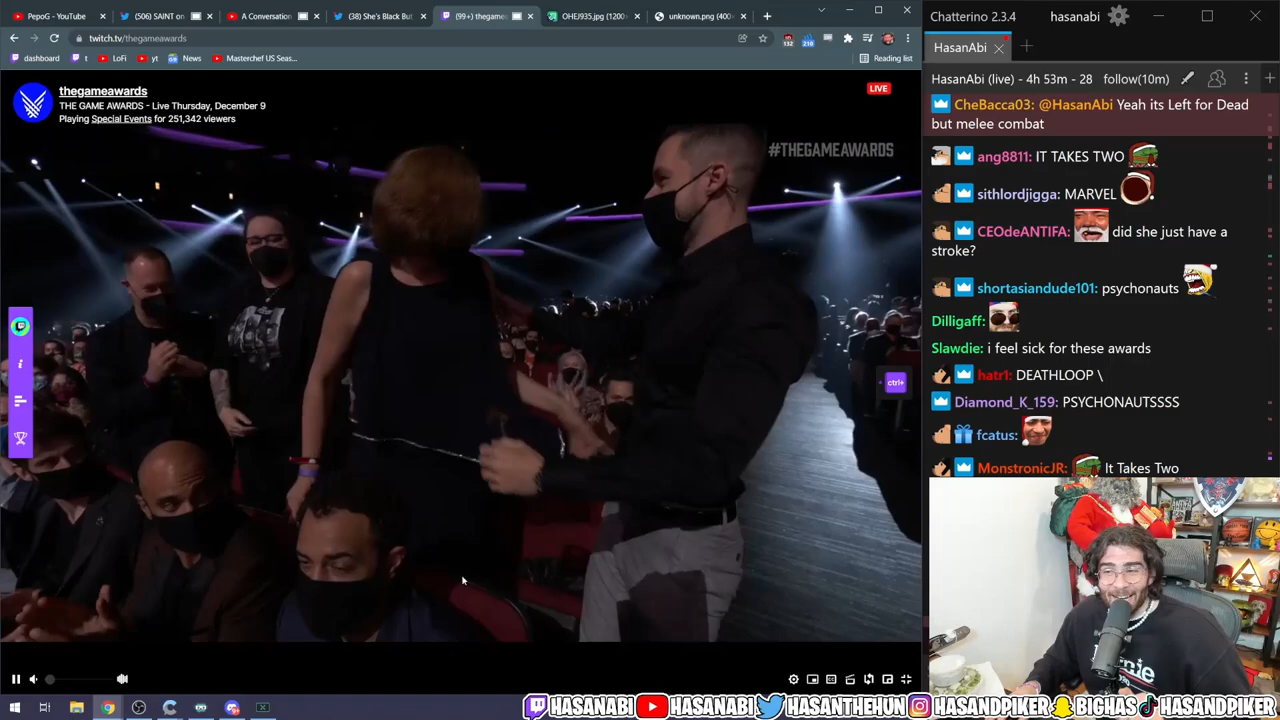 PepoG - YouTube
(506) SAINT on
A Conversation
(38) She's Black But
(99+) thegame
OHEJ935.jpg (1200×
unknown.png (400×
twitch.tv/thegameawards
dashboard
t
LoFi
yt
News
Masterchef US Seas...
132
216
Reading list
thegameawards
THE GAME AWARDS - Live Thursday, December 9
Playing Special Events for 251,342 viewers
LIVE
#THEGAMEAWARDS
ctrl+
Chatterino 2.3.4
hasanabi
HasanAbi
HasanAbi (live) - 4h 53m - 28
follow(10m)
CheBacca03: @HasanAbi Yeah its Left for Dead
but melee combat
ang8811: IT TAKES TWO
sithlordjigga: MARVEL
CEOdeANTIFA: did she just have a
stroke?
shortasiandude101: psychonauts
Dilligaff:
Slawdie: i feel sick for these awards
hatr1: DEATHLOOP \
Diamond_K_159: PSYCHONAUTSSSS
fcatus:
MonstronicJR: It Takes Two
HASANABI
HASANABI
HASANTHEHUN
HASANDPIKER
BIGHAS
HASANDPIKER